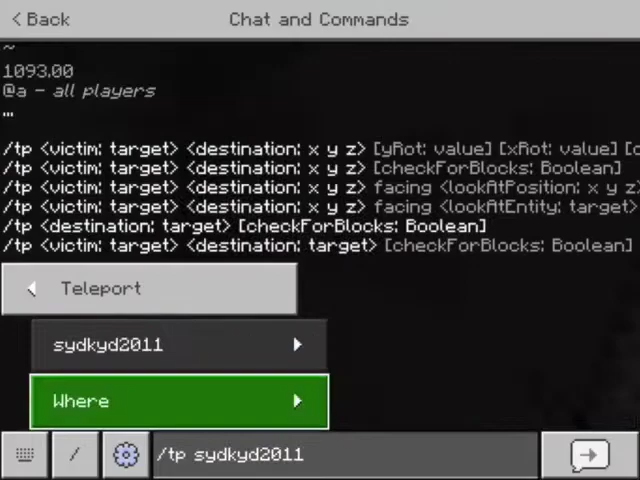 < Back
Chat and Commands
~
1093.00
@a - all players
…
/tp <victim: target> <destination: x y z> [yRot: value] [xRot: value] [c
/tp <victim: target> <destination: x y z> [checkForBlocks: Boolean]
/tp <victim: target> <destination: x y z> facing <lookAtPosition: x y z
/tp <victim: target> <destination: x y z> facing <lookAtEntity: target>
/tp <destination: target> [checkForBlocks: Boolean]
/tp <victim: target> <destination: target> [checkForBlocks: Boolean]
Teleport
sydkyd2011
Where
/
/tp sydkyd2011